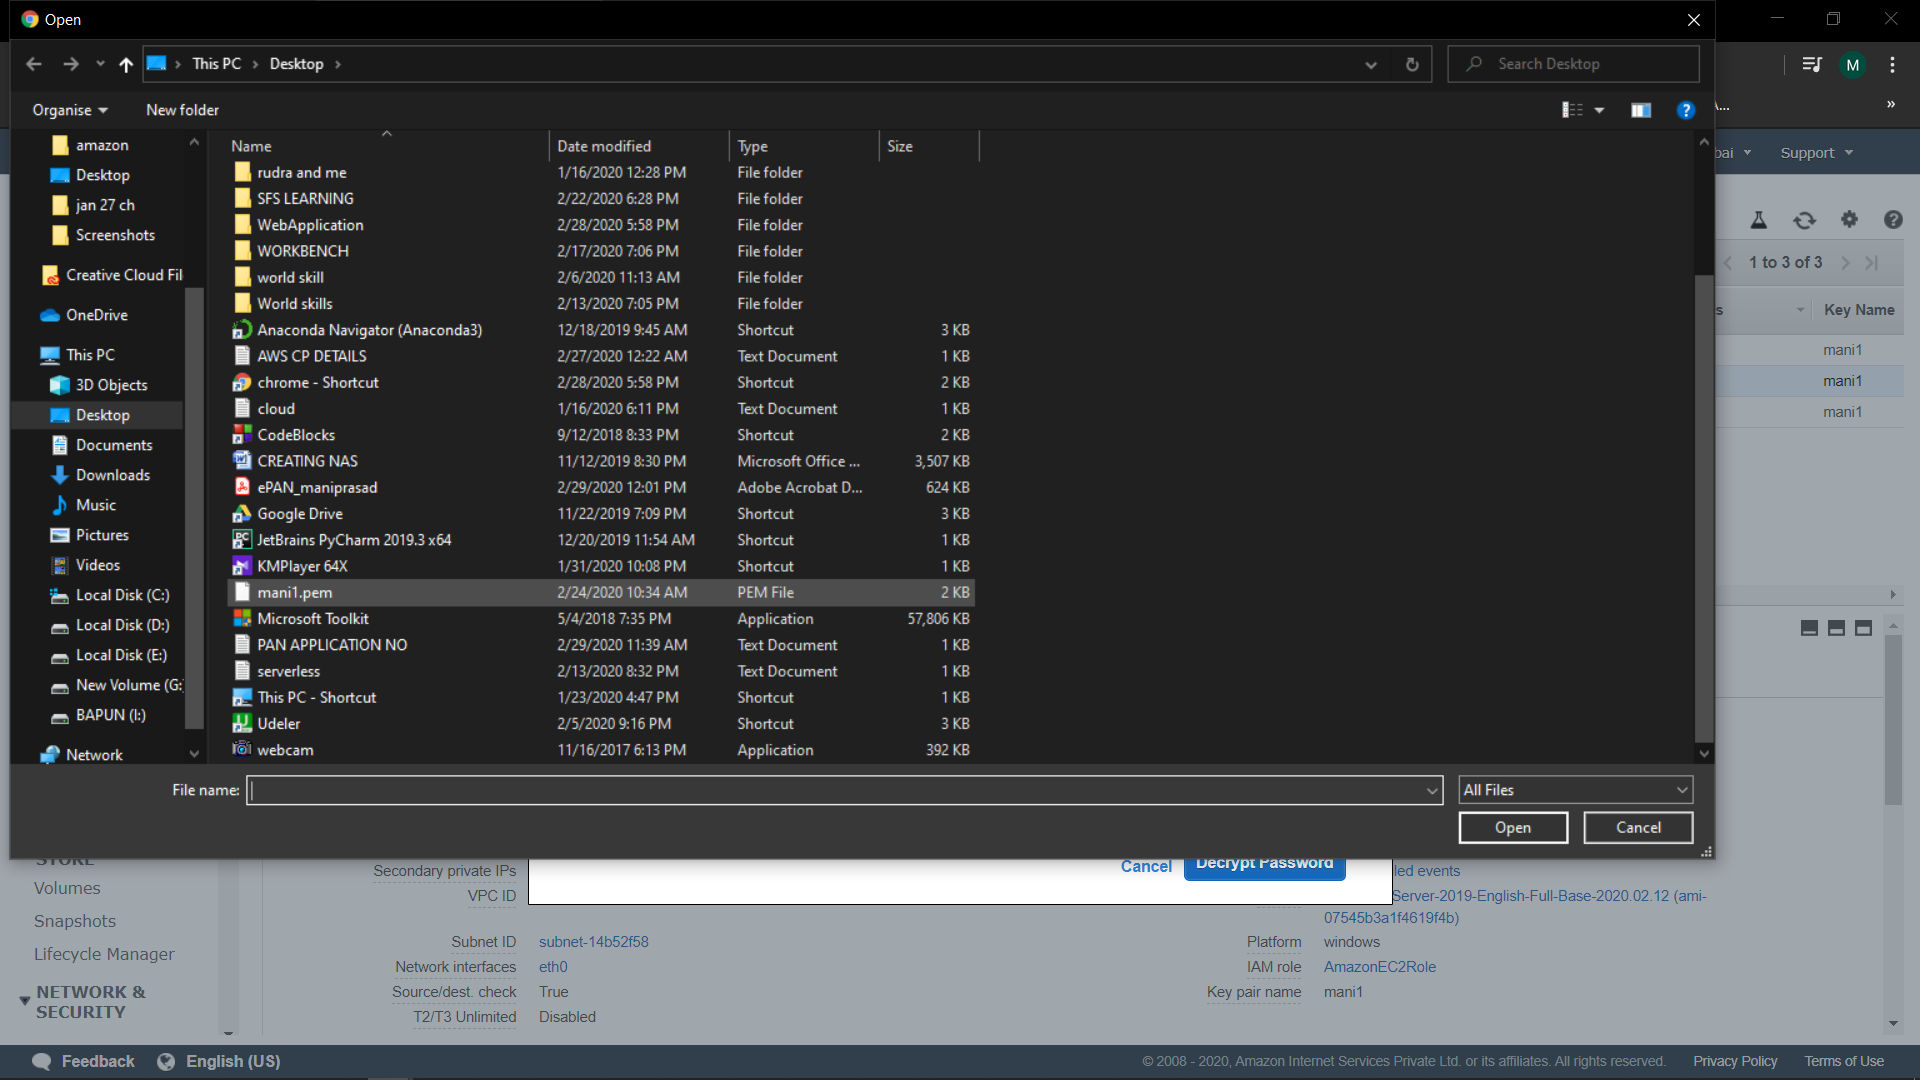 Open
This PC > Desktop >
Search Desktop
M
Organise
New folder
?
...
»
amazon
Desktop
jan 27 ch
Screenshots
Creative Cloud Fil
OneDrive
This PC
3D Objects
Desktop
Documents
Downloads
Music
Pictures
Videos
Local Disk (C:)
Local Disk (D:)
Local Disk (E:)
New Volume (G:
BAPUN (I:)
Network
Name Date modified Type Size
rudra and me 1/16/2020 12:28 PM File folder
SFS LEARNING 2/22/2020 6:28 PM File folder
WebApplication 2/28/2020 5:58 PM File folder
WORKBENCH 2/17/2020 7:06 PM File folder
world skill 2/6/2020 11:13 AM File folder
World skills 2/13/2020 7:05 PM File folder
Anaconda Navigator (Anaconda3) 12/18/2019 9:45 AM Shortcut 3 KB
AWS CP DETAILS 2/27/2020 12:22 AM Text Document 1 KB
chrome - Shortcut 2/28/2020 5:58 PM Shortcut 2 KB
cloud 1/16/2020 6:11 PM Text Document 1 KB
CodeBlocks 9/12/2018 8:33 PM Shortcut 2 KB
CREATING NAS 11/12/2019 8:30 PM Microsoft Office ... 3,507 KB
ePAN_maniprasad 2/29/2020 12:01 PM Adobe Acrobat D... 624 KB
Google Drive 11/22/2019 7:09 PM Shortcut 3 KB
JetBrains PyCharm 2019.3 x64 12/20/2019 11:54 AM Shortcut 1 KB
KMPlayer 64X 1/31/2020 10:08 PM Shortcut 1 KB
mani1.pem 2/24/2020 10:34 AM PEM File 2 KB
Microsoft Toolkit 5/4/2018 7:35 PM Application 57,806 KB
PAN APPLICATION NO 2/29/2020 11:39 AM Text Document 1 KB
serverless 2/13/2020 8:32 PM Text Document 1 KB
This PC - Shortcut 1/23/2020 4:47 PM Shortcut 1 KB
Udeler 2/5/2020 9:16 PM Shortcut 3 KB
webcam 11/16/2017 6:13 PM Application 392 KB
File name:
All Files
Open
Cancel
bai
Support
1 to 3 of 3
s
Key Name
mani1
mani1
mani1
Cancel
Decrypt Password
STORE
Volumes
Snapshots
Lifecycle Manager
NETWORK &
SECURITY
Secondary private IPs
VPC ID
Subnet ID subnet-14b52f58
Network interfaces eth0
Source/dest. check True
T2/T3 Unlimited Disabled
led events
Server-2019-English-Full-Base-2020.02.12 (ami-
07545b3a1f4619f4b)
Platform windows
IAM role AmazonEC2Role
Key pair name mani1
Feedback
English (US)
© 2008 - 2020, Amazon Internet Services Private Ltd. or its affiliates. All rights reserved.
Privacy Policy
Terms of Use